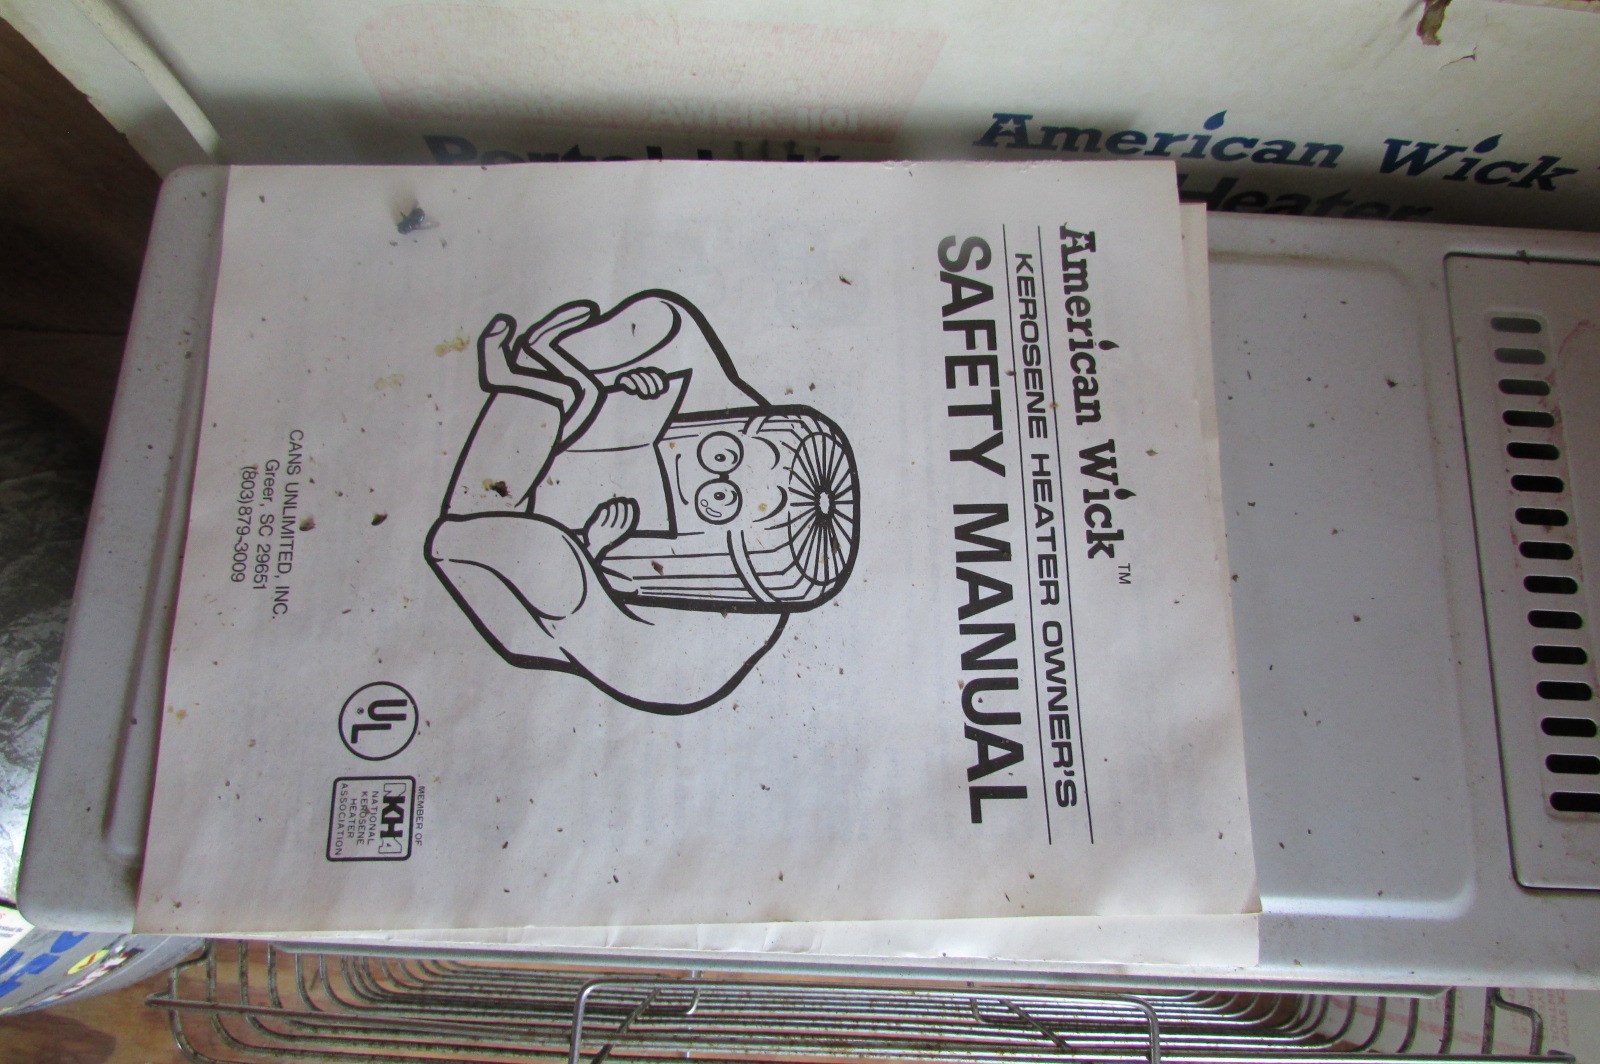 American Wick
Heater
American Wick™
KEROSENE HEATER OWNER'S
SAFETY MANUAL
CANS UNLIMITED, INC.
Greer, SC 29651
(803)879-3009
UL
®
MEMBER OF
NKHA
NATIONAL
KEROSENE
HEATER
ASSOCIATION